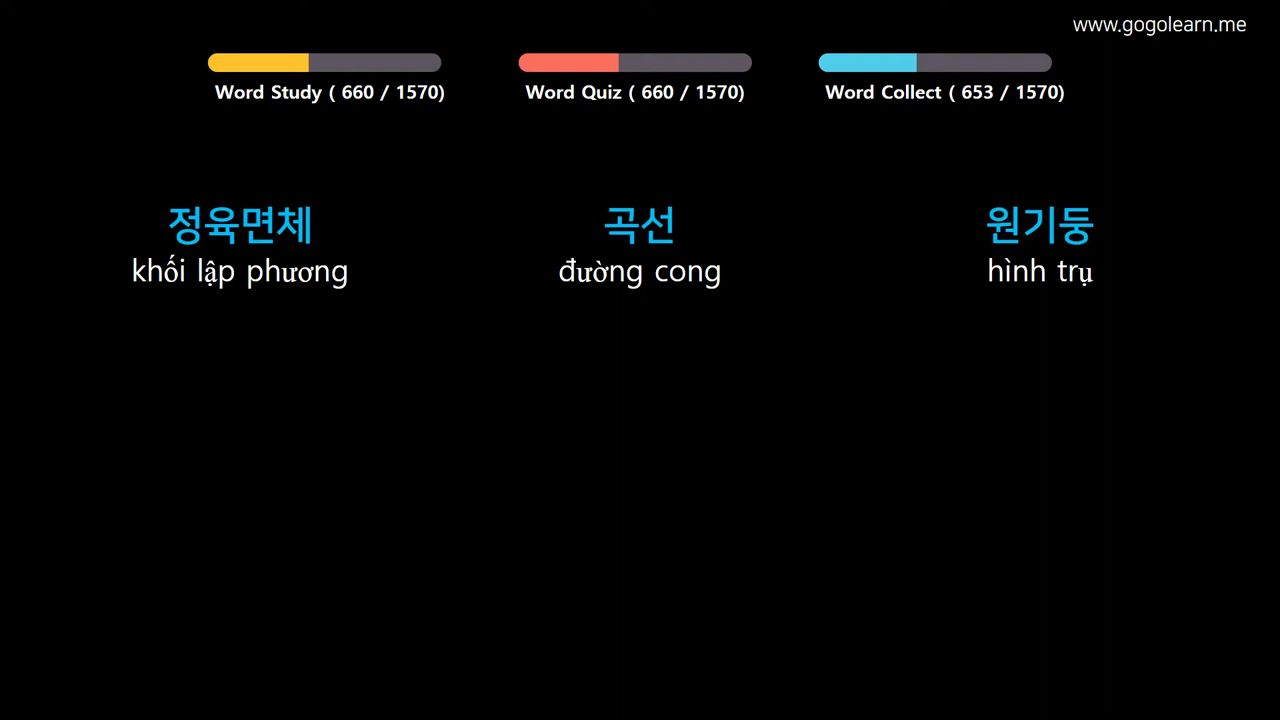 www.gogolearn.me
Word Study ( 660 / 1570)
Word Quiz ( 660 / 1570)
Word Collect ( 653 / 1570)
정육면체
khối lập phương
곡선
đường cong
원기둥
hình trụ